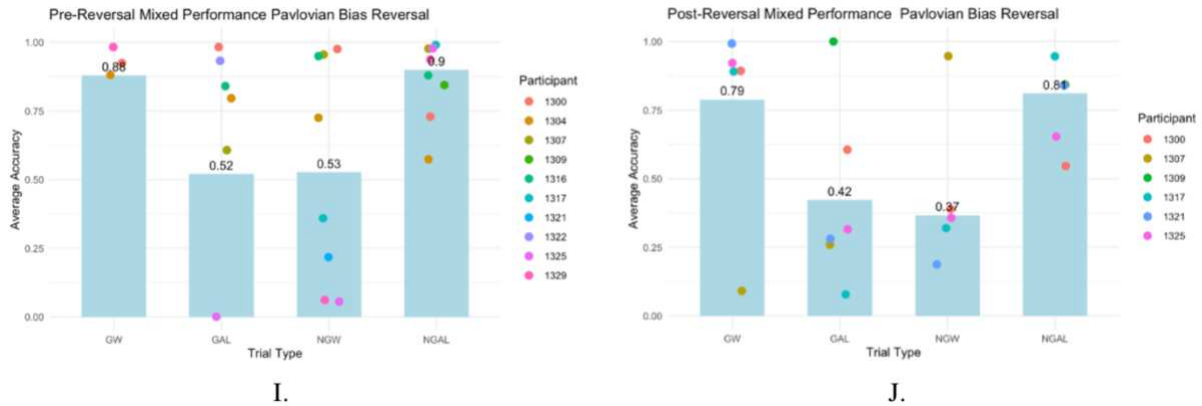 Pre-Reversal Mixed Performance Pavlovian Bias Reversal
Average Accuracy
1.00
0.75
0.50
0.25
0.00
0.88
0.52
0.53
0.9
GW
GAL
NGW
NGAL
Trial Type
Participant
1300
1304
1307
1309
1316
1317
1321
1322
1325
1329
I.
Post-Reversal Mixed Performance Pavlovian Bias Reversal
Average Accuracy
1.00
0.75
0.50
0.25
0.00
0.79
0.42
0.37
0.81
GW
GAL
NGW
NGAL
Trial Type
Participant
1300
1307
1309
1317
1321
1325
J.